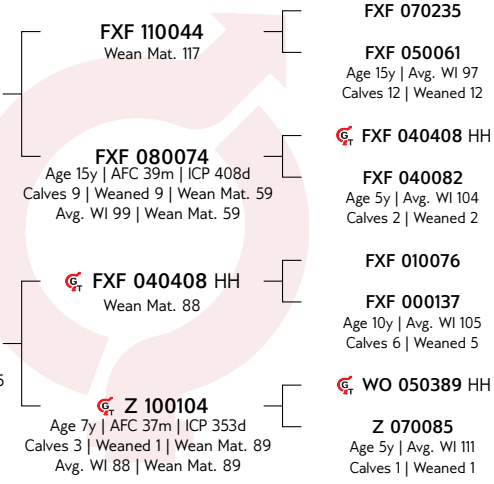 FXF 110044
Wean Mat. 117
FXF 080074
Age 15y | AFC 39m | ICP 408d
Calves 9 | Weaned 9 | Wean Mat. 59
Avg. WI 99 | Wean Mat. 59
GT FXF 040408 HH
Wean Mat. 88
GT Z 100104
Age 7y | AFC 37m | ICP 353d
Calves 3 | Weaned 1 | Wean Mat. 89
Avg. WI 88 | Wean Mat. 89
FXF 070235
FXF 050061
Age 15y | Avg. WI 97
Calves 12 | Weaned 12
GT FXF 040408 HH
FXF 040082
Age 5y | Avg. WI 104
Calves 2 | Weaned 2
FXF 010076
FXF 000137
Age 10y | Avg. WI 105
Calves 6 | Weaned 5
GT WO 050389 HH
Z 070085
Age 5y | Avg. WI 111
Calves 1 | Weaned 1